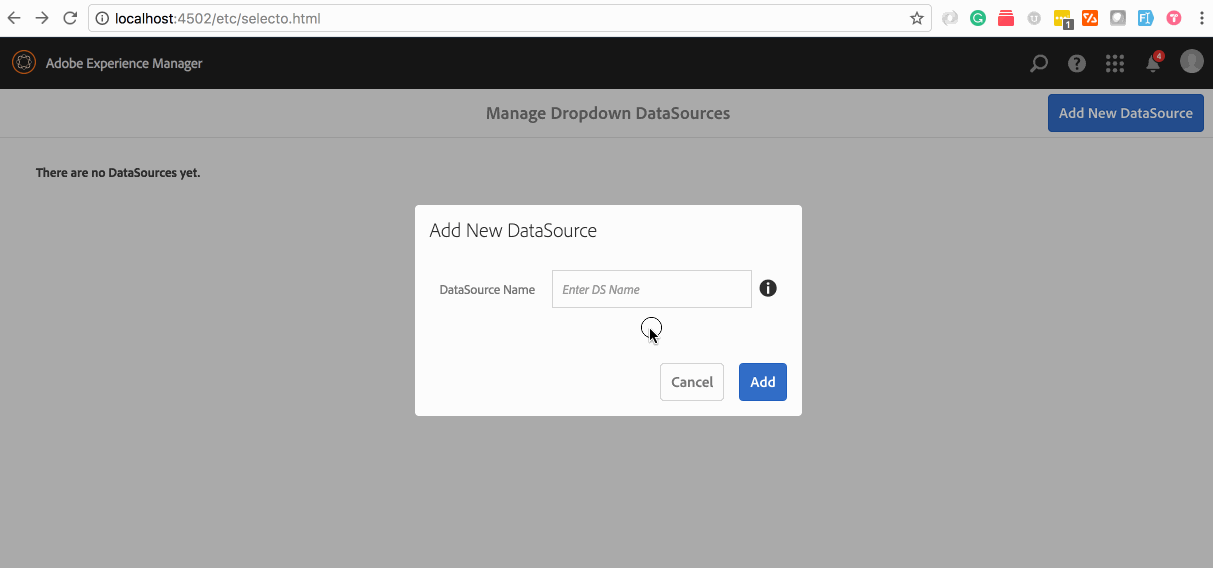 localhost:4502/etc/selecto.html
1
Adobe Experience Manager
4
Manage Dropdown DataSources
Add New DataSource
There are no DataSources yet.
Add New DataSource
DataSource Name
Enter DS Name
Cancel
Add